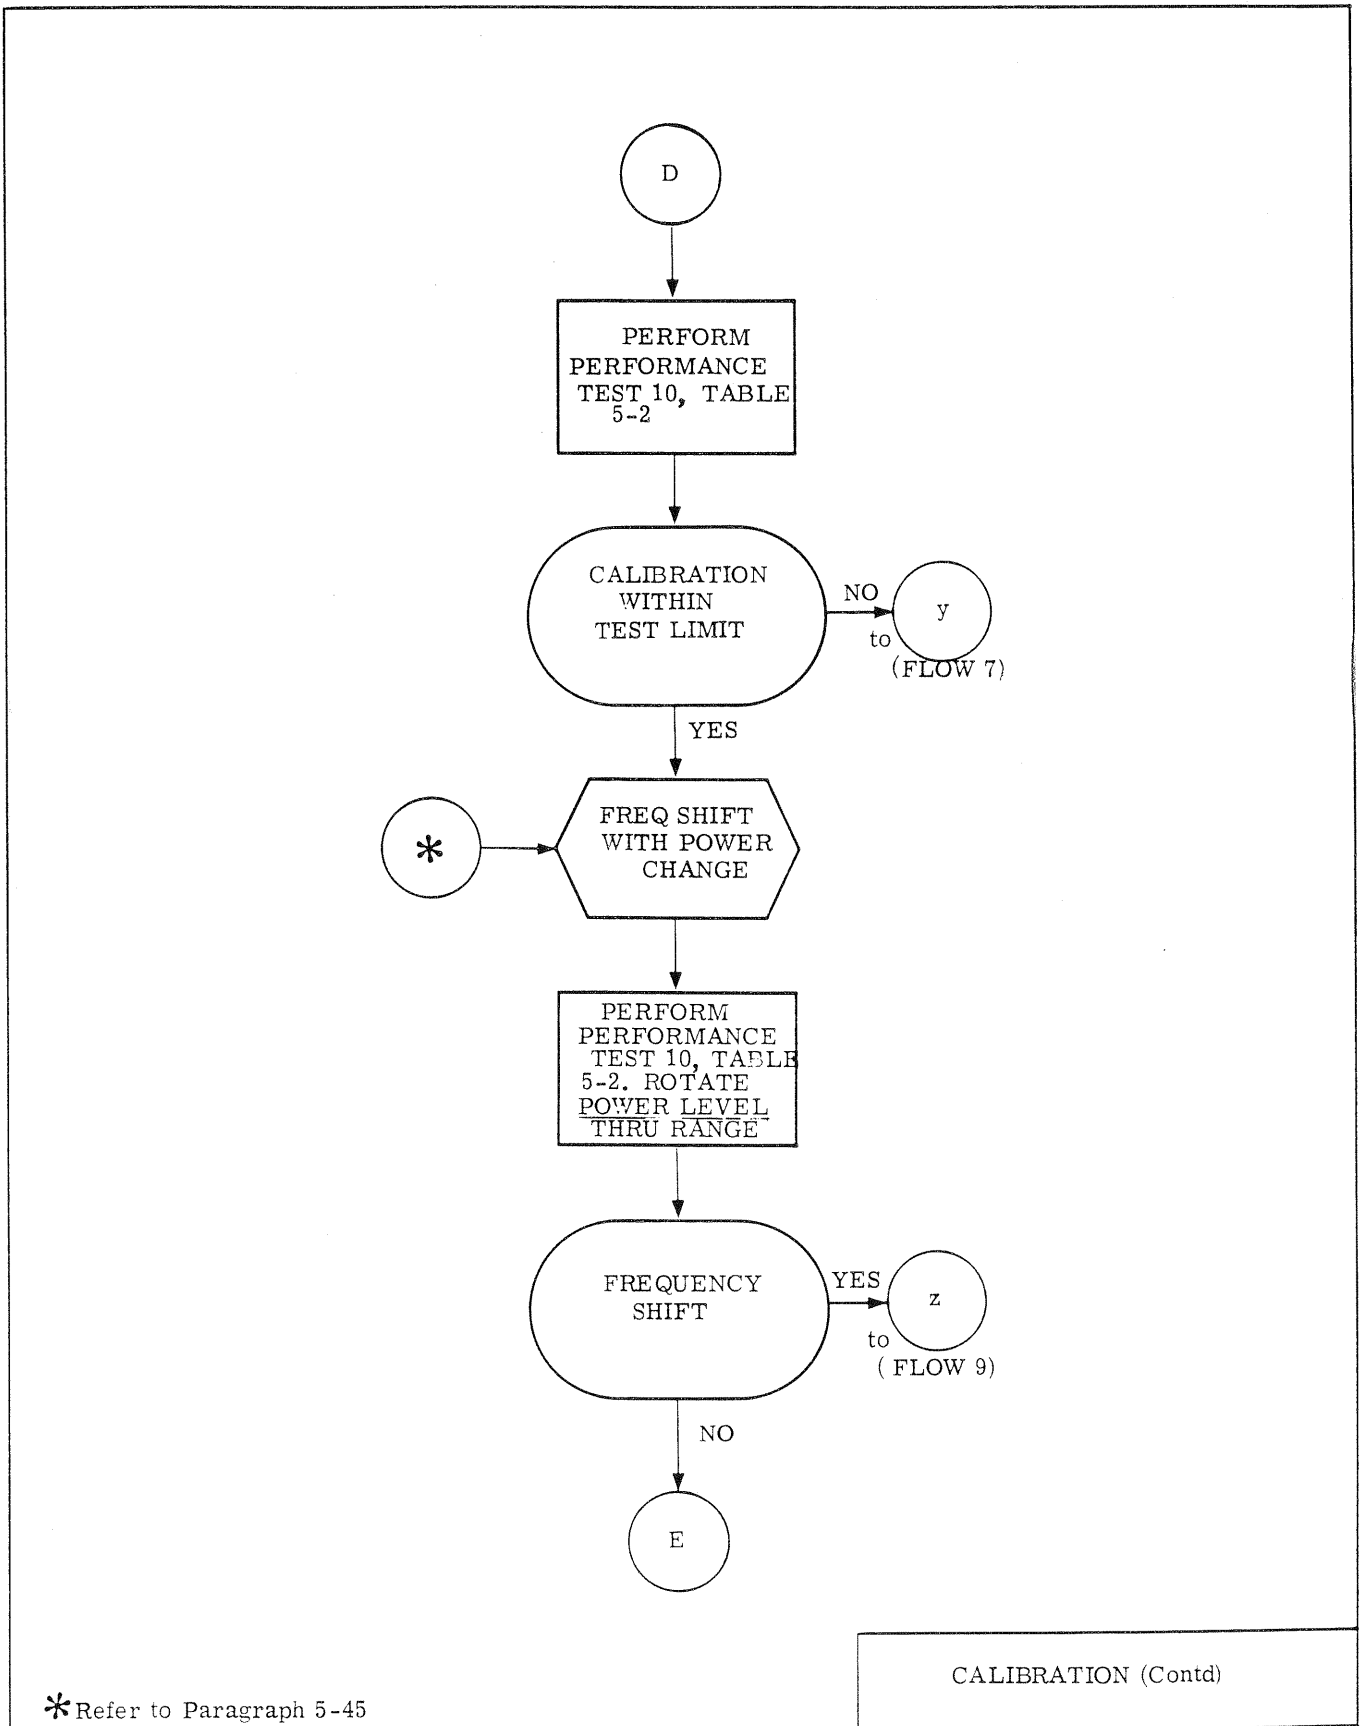 D
PERFORM
PERFORMANCE
TEST 10, TABLE
5-2
CALIBRATION
WITHIN
TEST LIMIT
NO
y
to
(FLOW 7)
YES
*
FREQ SHIFT
WITH POWER
CHANGE
PERFORM
PERFORMANCE
TEST 10, TABLE
5-2. ROTATE
POWER LEVEL
THRU RANGE
FREQUENCY
SHIFT
YES
z
to
( FLOW 9)
NO
E
CALIBRATION (Contd)
* Refer to Paragraph 5-45